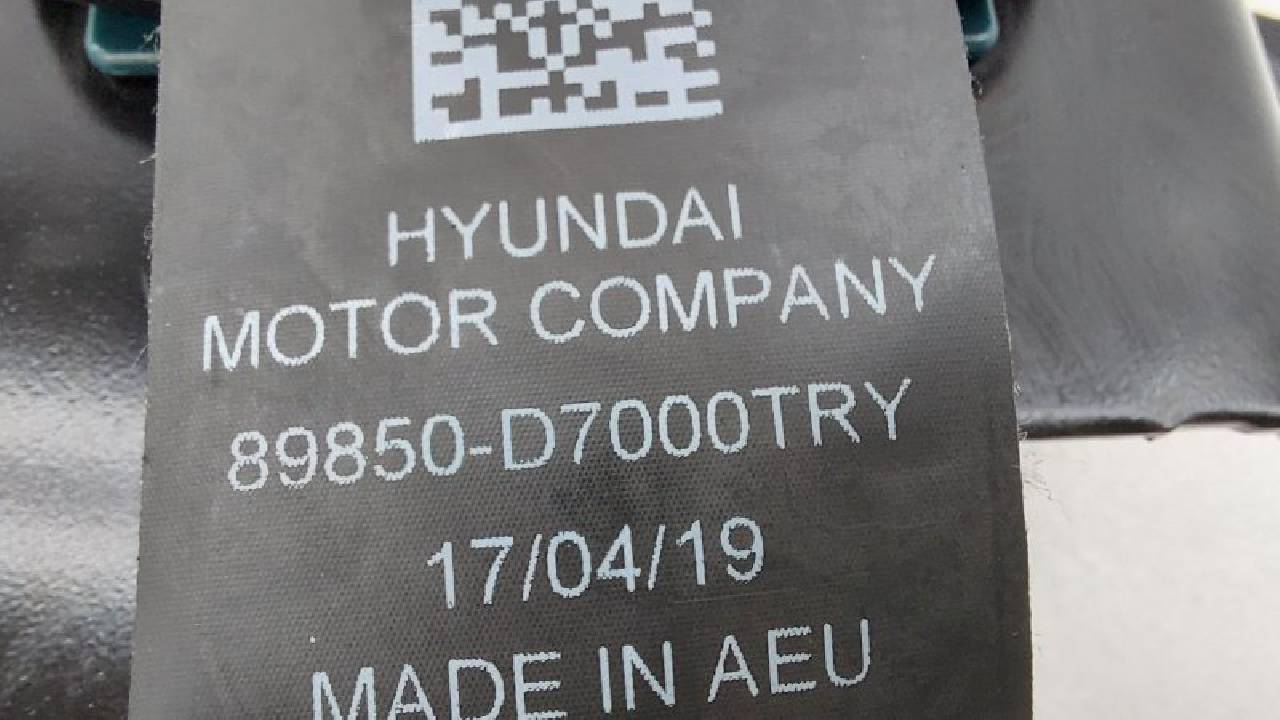 HYUNDAI
MOTOR COMPANY
89850-D7000TRY
17/04/19
MADE IN AEU